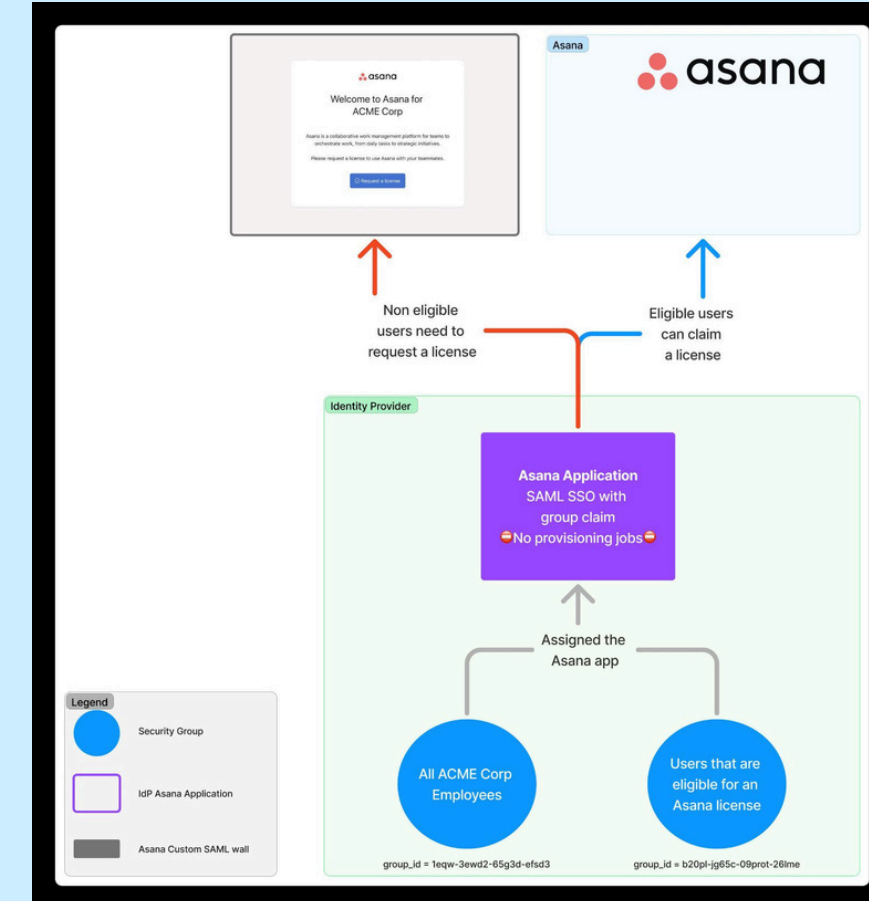 asana
Welcome to Asana for
ACME Corp
Asana is a collaborative work management platform for teams to
orchestrate work, from daily tasks to strategic initiatives.
Please request a license to use Asana with your teammates.
Request a license
Asana
asana
Non eligible
users need to
request a license
Eligible users
can claim
a license
Identity Provider
Asana Application
SAML SSO with
group claim
⛔No provisioning jobs⛔
Assigned the
Asana app
All ACME Corp
Employees
group_id = 1eqw-3ewd2-65g3d-efsd3
Users that are
eligible for an
Asana license
group_id = b20pl-jg65c-09prot-26lme
Legend
Security Group
IdP Asana Application
Asana Custom SAML wall